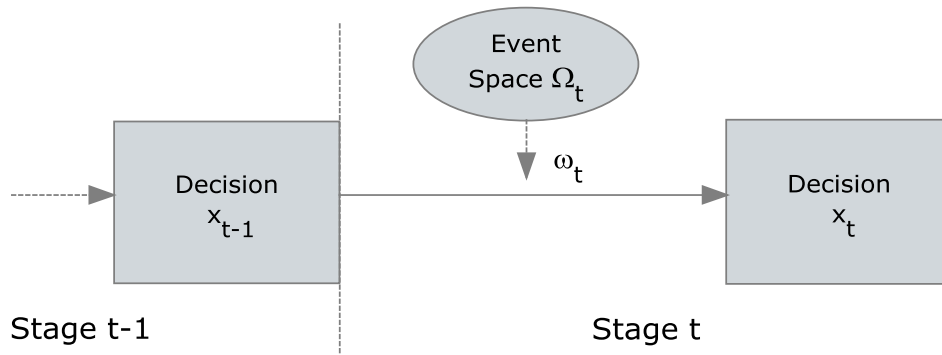 Event
Space Ωt
ωt
Decision
xt-1
Decision
xt
Stage t-1
Stage t